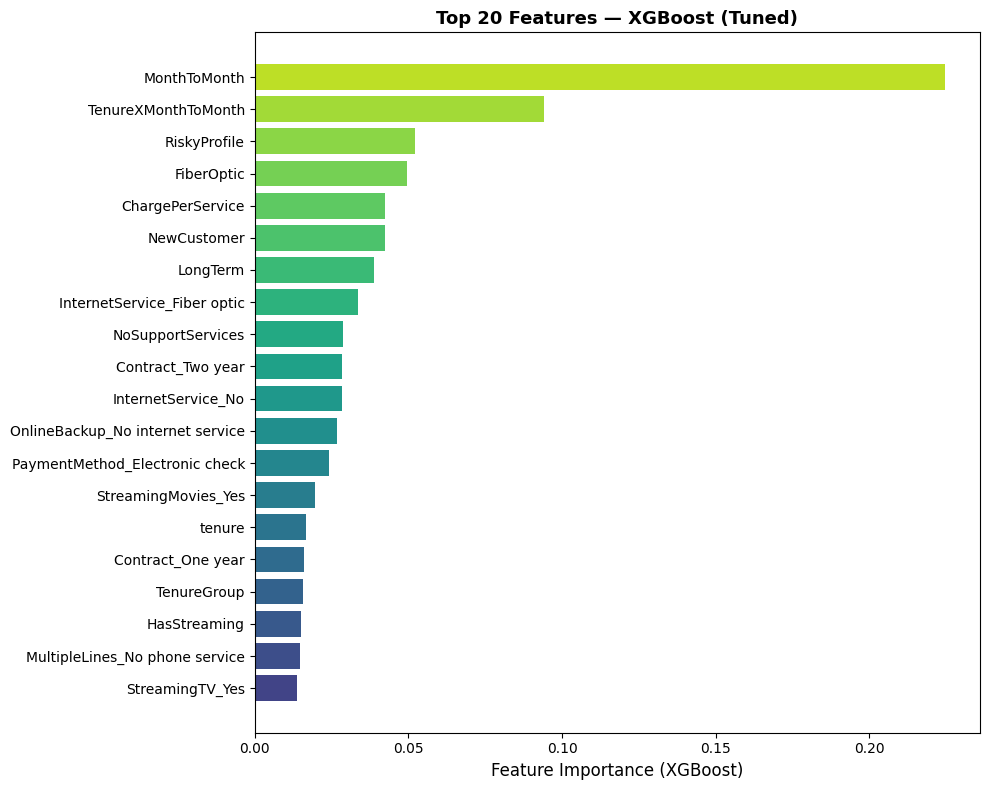 Top 20 Features — XGBoost (Tuned)
MonthToMonth
TenureXMonthToMonth
RiskyProfile
FiberOptic
ChargePerService
NewCustomer
LongTerm
InternetService_Fiber optic
NoSupportServices
Contract_Two year
InternetService_No
OnlineBackup_No internet service
PaymentMethod_Electronic check
StreamingMovies_Yes
tenure
Contract_One year
TenureGroup
HasStreaming
MultipleLines_No phone service
StreamingTV_Yes
0.00 0.05 0.10 0.15 0.20
Feature Importance (XGBoost)